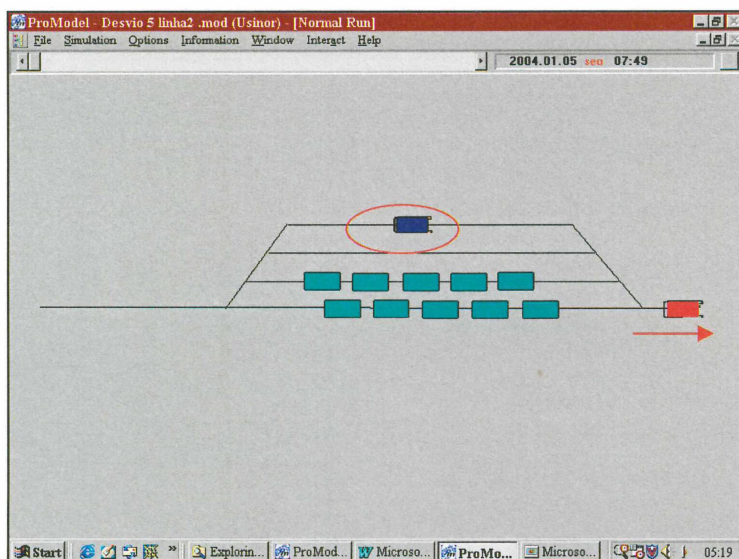 ProModel - Desvio 5 linha2 .mod (Usinor) - [Normal Run]
File Simulation Options Information Window Interact Help
2004.01.05 seg 07:49
Start » Explorin... ProMod... Microso... ProMo... Microso... 05:19